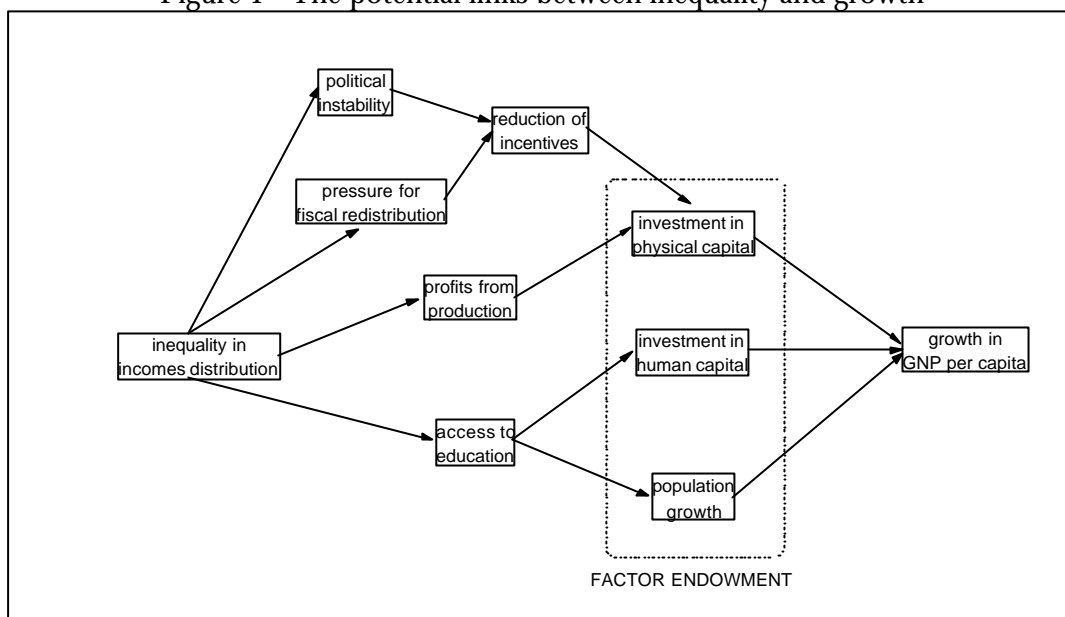 Figure 1 – The potential links between inequality and growth
political
instability
reduction of
incentives
pressure for
fiscal redistribution
investment in
physical capital
profits from
production
inequality in
incomes distribution
investment in
human capital
growth in
GNP per capita
access to
education
population
growth
FACTOR ENDOWMENT